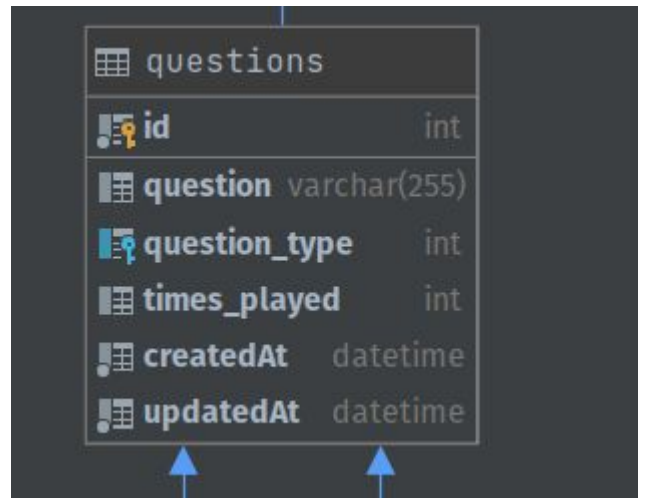 questions
id int
question varchar(255)
question_type int
times_played int
createdAt datetime
updatedAt datetime